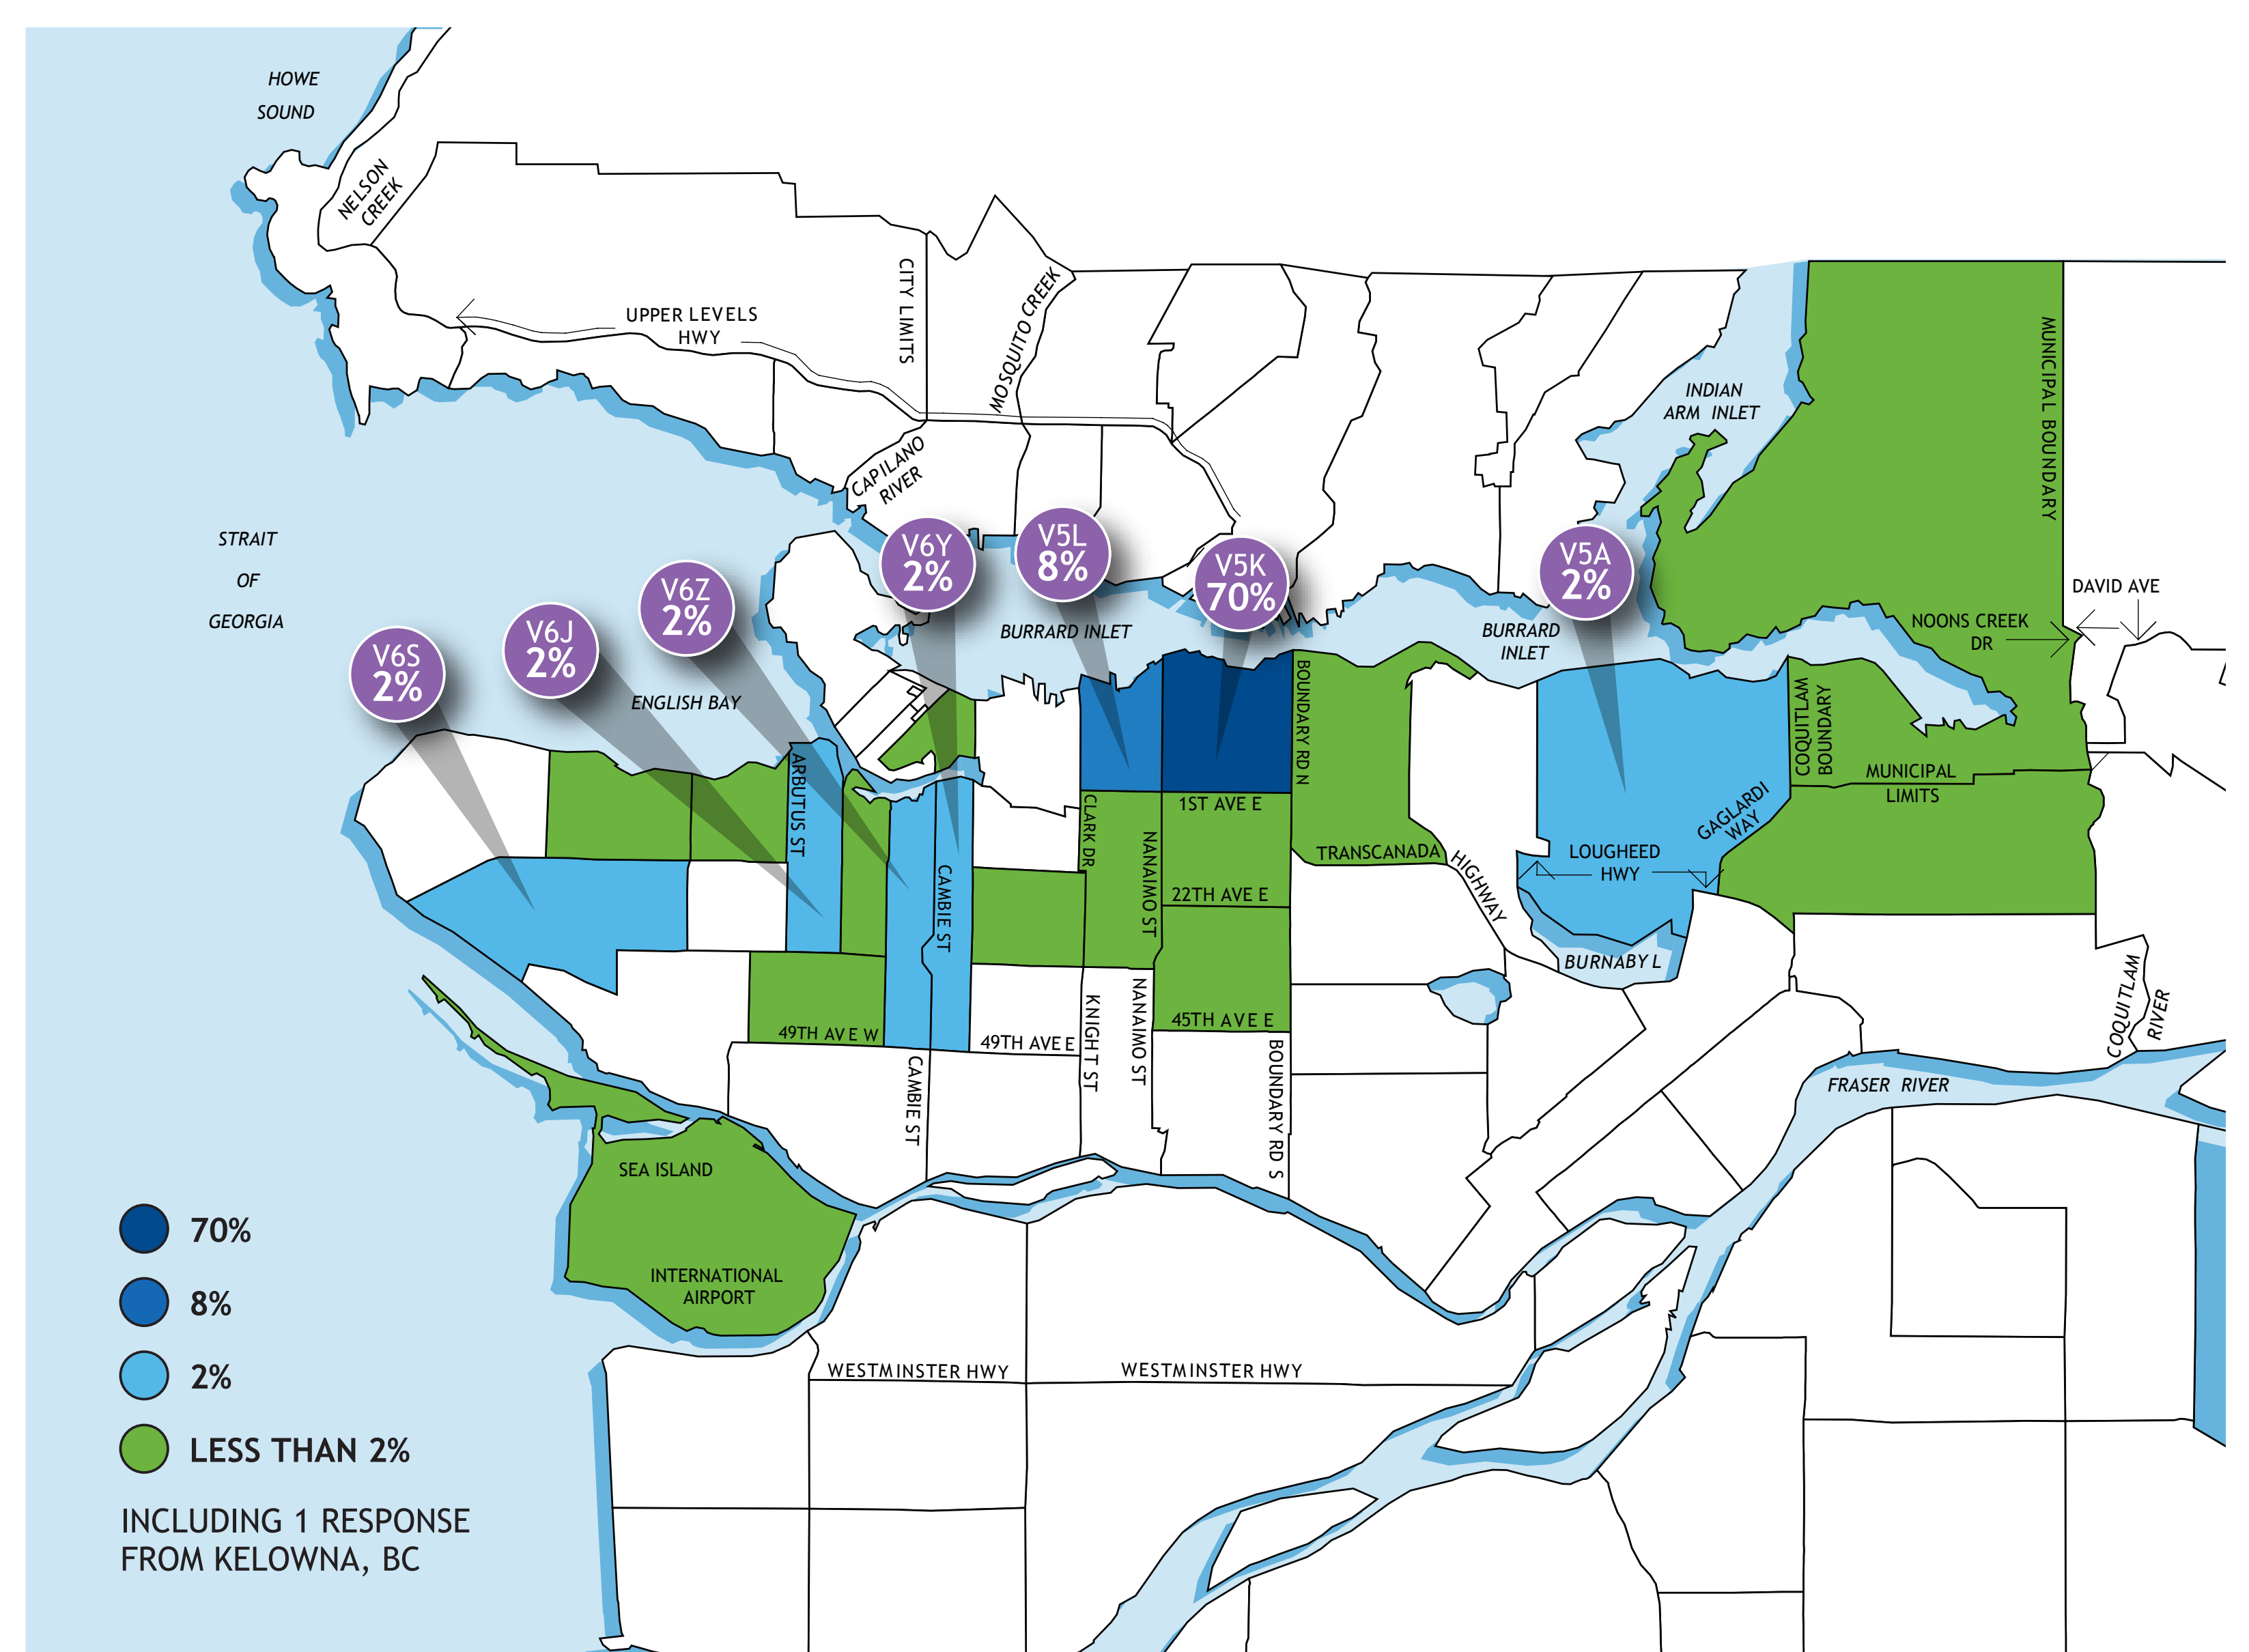 HOWE
SOUND
NELSON
CREEK
UPPER LEVELS
HWY
CITY LIMITS
MOSQUITO CREEK
CAPILANO
RIVER
INDIAN
ARM INLET
MUNICIPAL BOUNDARY
STRAIT
OF
GEORGIA
V6S
2%
V6J
2%
V6Z
2%
V6Y
2%
V5L
8%
V5K
70%
V5A
2%
DAVID AVE
NOONS CREEK
DR
BURRARD INLET
BURRARD
INLET
ENGLISH BAY
BOUNDARY RD N
COQUITLAM
BOUNDARY
MUNICIPAL
LIMITS
ARBUTUS ST
CLARK DR
1ST AVE E
NANAIMO ST
GAGLARDI
WAY
TRANSCANADA
HIGHWAY
LOUGHEED
HWY
CAMBIE ST
22TH AVE E
BURNABY L
49TH AVE W
49TH AVE E
KNIGHT ST
NANAIMO ST
45TH AVE E
BOUNDARY RD S
CAMBIE ST
COQUITLAM
RIVER
FRASER RIVER
SEA ISLAND
INTERNATIONAL
AIRPORT
WESTMINSTER HWY
WESTMINSTER HWY
70%
8%
2%
LESS THAN 2%
INCLUDING 1 RESPONSE
FROM KELOWNA, BC